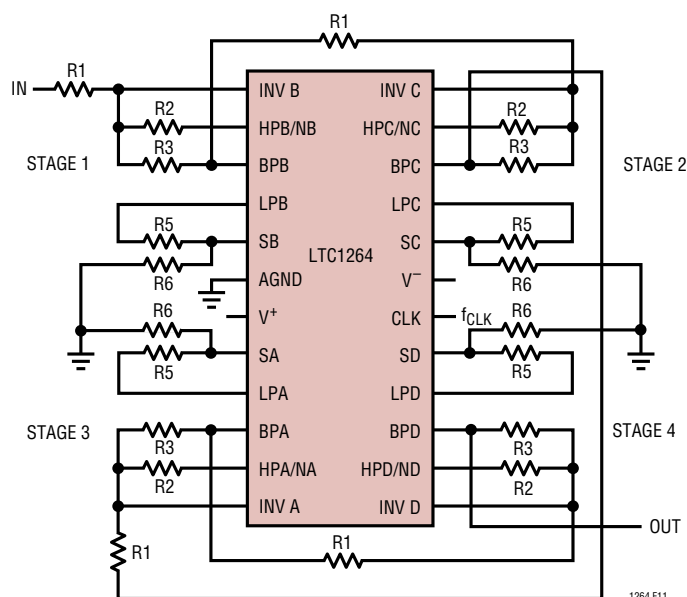 R1
IN R1
INV B INV C
R2 HPB/NB HPC/NC R2
R3 R3
STAGE 1 BPB BPC STAGE 2
LPB LPC
R5 SB SC R5
LTC1264
R6 AGND V– R6
R6 V+ CLK fCLK R6
SA SD
R5 R5
LPA LPD
STAGE 3 BPA BPD STAGE 4
R3 R3
HPA/NA HPD/ND
R2 R2
INV A INV D
OUT
R1 R1
1264 F11